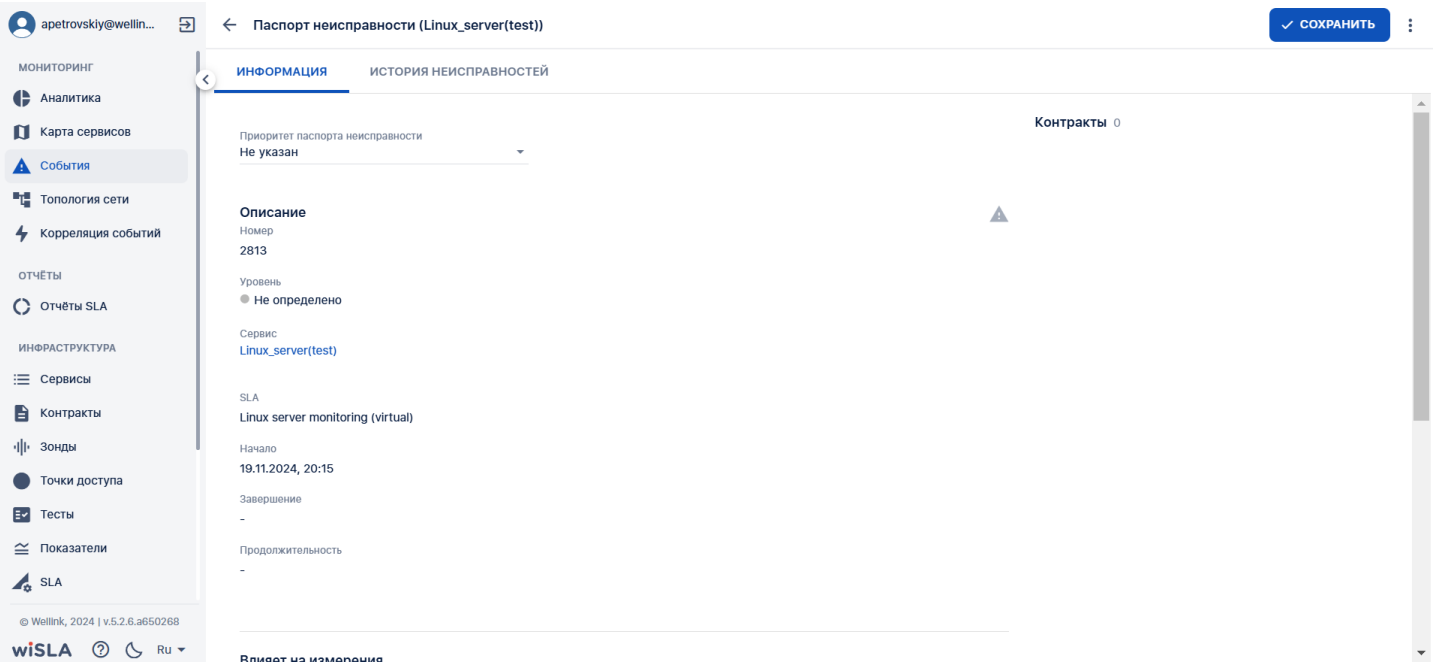 apetrovskiy@wellin...
МОНИТОРИНГ
Аналитика
Карта сервисов
События
Топология сети
Корреляция событий
ОТЧЁТЫ
Отчёты SLA
ИНФРАСТРУКТУРА
Сервисы
Контракты
Зонды
Точки доступа
Тесты
Показатели
SLA
© Wellink, 2024 | v.5.2.6.a650268
wiSLA
Ru
Паспорт неисправности (Linux_server(test))
СОХРАНИТЬ
ИНФОРМАЦИЯ
ИСТОРИЯ НЕИСПРАВНОСТЕЙ
Приоритет паспорта неисправности
Не указан
Описание
Номер
2813
Уровень
Не определено
Сервис
Linux_server(test)
SLA
Linux server monitoring (virtual)
Начало
19.11.2024, 20:15
Завершение
-
Продолжительность
-
Влияет на измерения
Контракты 0